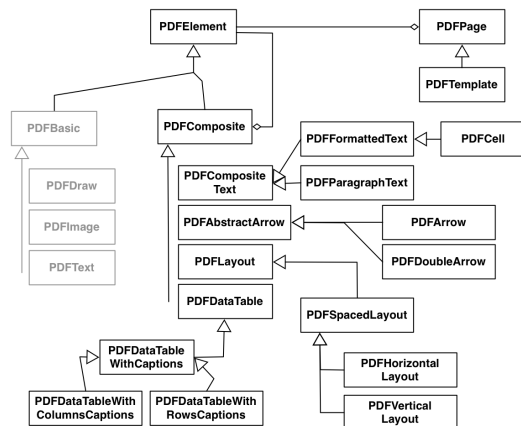 PDFElement
PDFPage
PDFTemplate
PDFBasic
PDFComposite
PDFFormattedText
PDFCell
PDFDraw
PDFComposite
Text
PDFParagraphText
PDFImage
PDFAbstractArrow
PDFArrow
PDFText
PDFLayout
PDFDoubleArrow
PDFDataTable
PDFSpacedLayout
PDFDataTable
WithCaptions
PDFHorizontal
Layout
PDFDataTableWith
ColumnsCaptions
PDFDataTableWith
RowsCaptions
PDFVertical
Layout